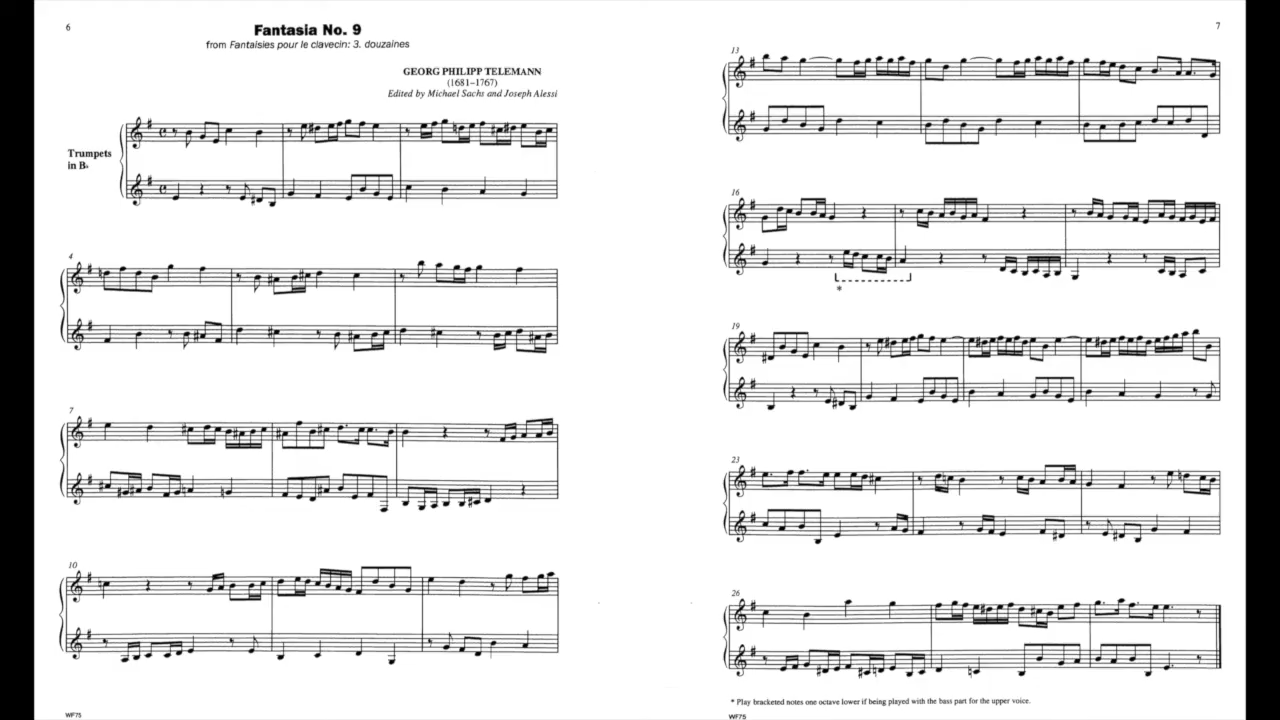 6
Fantasia No. 9
from Fantaisies pour le clavecin: 3. douzaines
GEORG PHILIPP TELEMANN
(1681–1767)
Edited by Michael Sachs and Joseph Alessi
Trumpets
in B♭
4
7
10
WF75
7
13
16
*
19
23
26
* Play bracketed notes one octave lower if being played with the bass part for the upper voice.
WF75